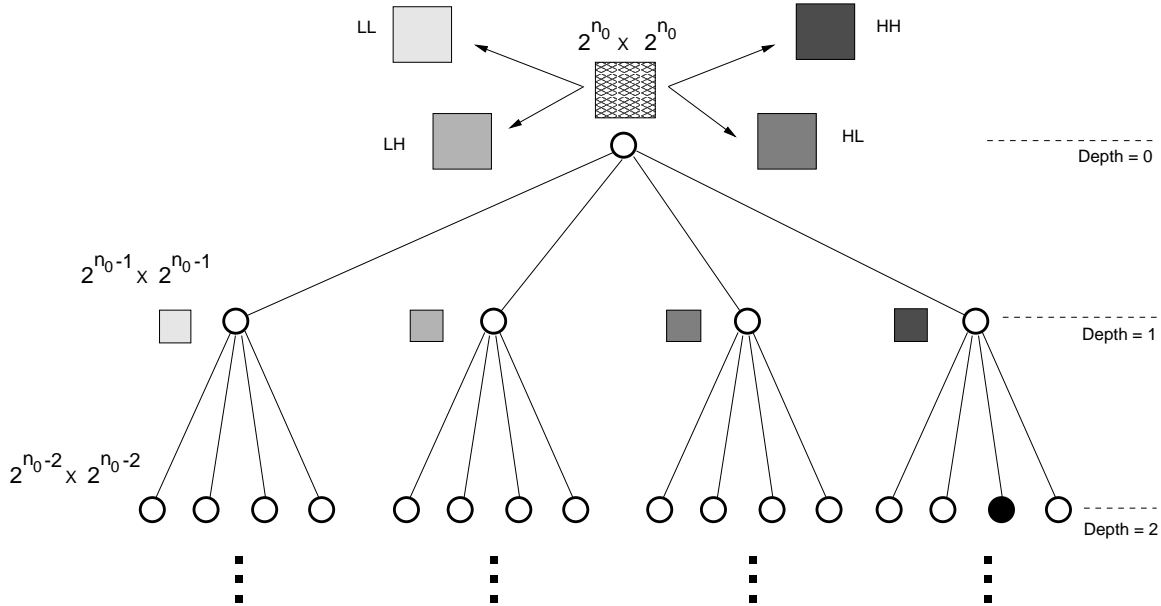 LL
2^n₀ x 2^n₀
HH
LH
HL
Depth = 0
2^n₀-1 x 2^n₀-1
Depth = 1
2^n₀-2 x 2^n₀-2
Depth = 2